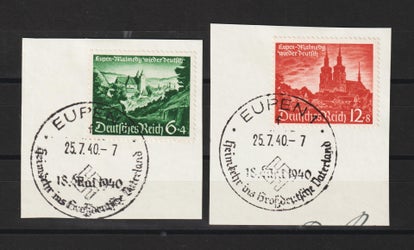 Eupen-Malmedy wieder deutsch
Deutsches Reich 6+4
EUPEN
1
25.7.40.-7
18. Mai 1940
Heimkehr ins Großdeutsche Vaterland
Eupen-Malmedy wieder deutsch
Deutsches Reich 12+8
EUPEN
1
25.7.40.-7
18. Mai 1940
Heimkehr ins Großdeutsche Vaterland